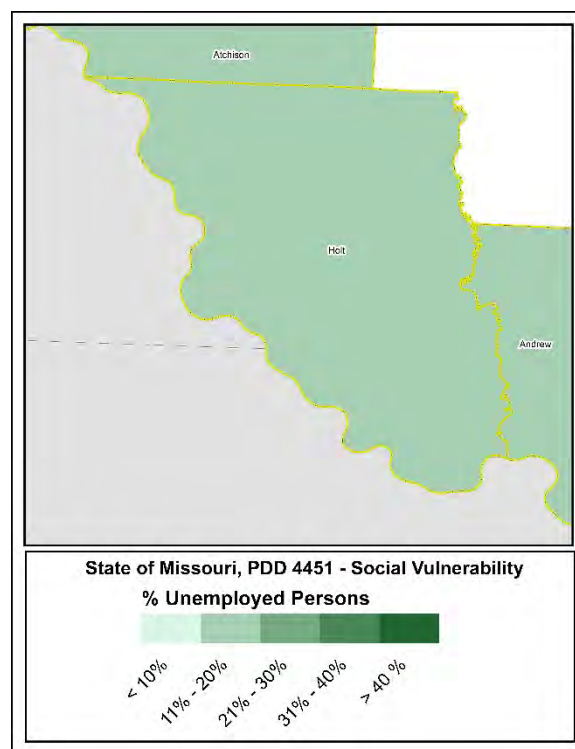 Atchison
Holt
Andrew
State of Missouri, PDD 4451 - Social Vulnerability
% Unemployed Persons
< 10%
11% - 20%
21% - 30%
31% - 40%
> 40 %